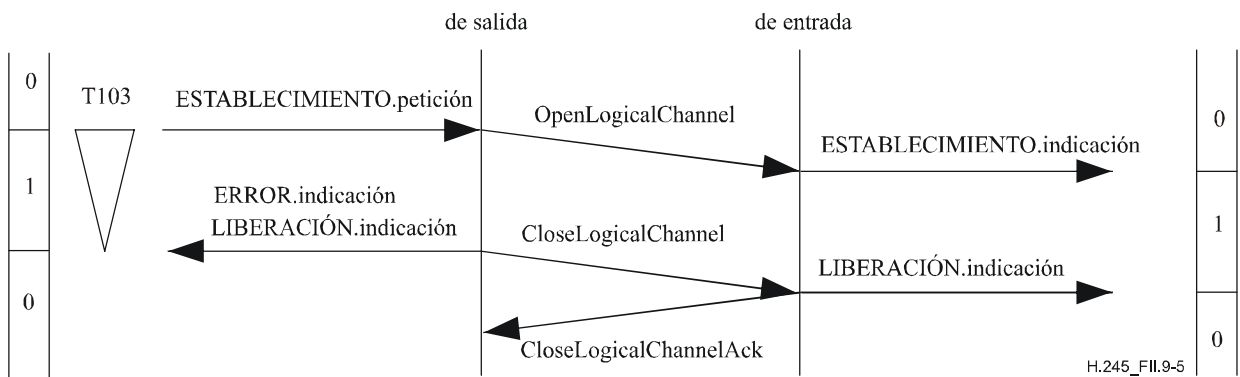 de salida
de entrada
0
T103
ESTABLECIMIENTO.petición
OpenLogicalChannel
0
ESTABLECIMIENTO.indicación
1
ERROR.indicación
LIBERACIÓN.indicación
CloseLogicalChannel
1
LIBERACIÓN.indicación
0
CloseLogicalChannelAck
0
H.245_FII.9-5